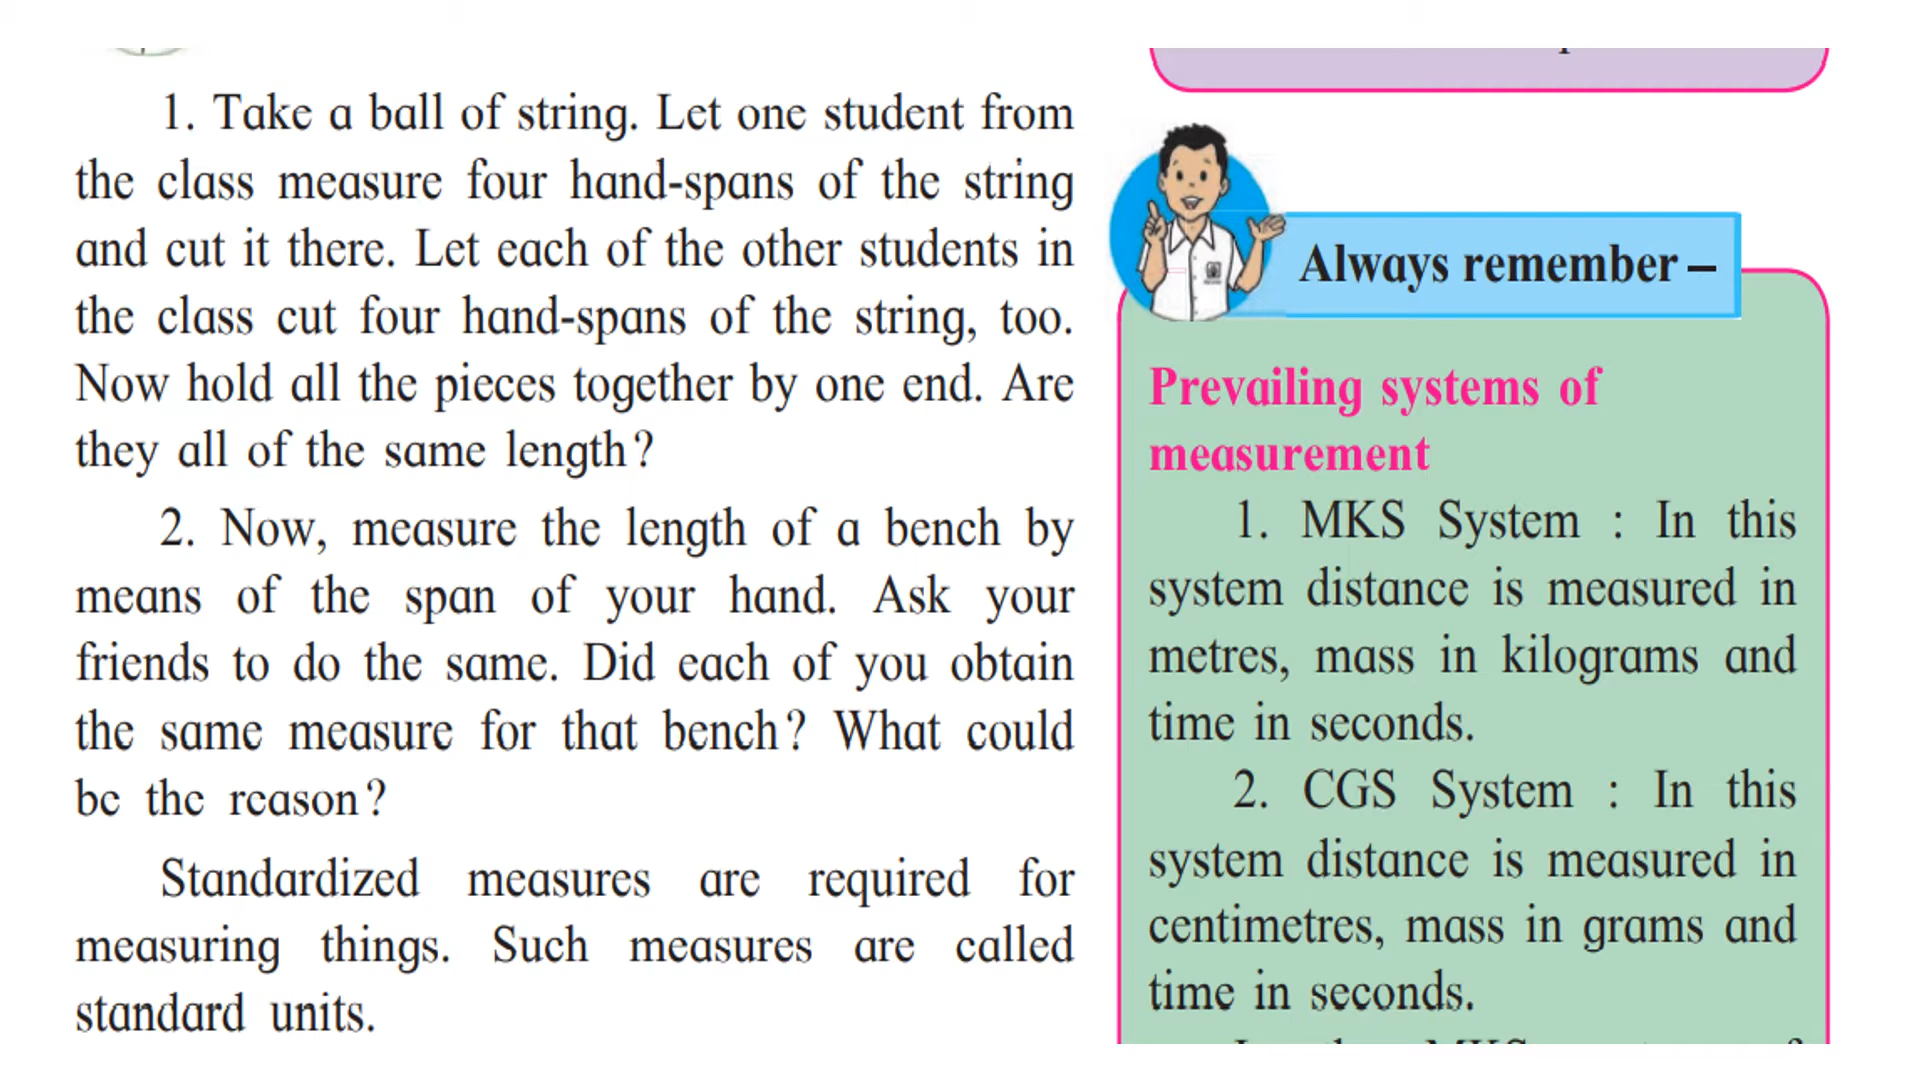 1. Take a ball of string. Let one student from
the class measure four hand-spans of the string
and cut it there. Let each of the other students in
the class cut four hand-spans of the string, too.
Now hold all the pieces together by one end. Are
they all of the same length?
2. Now, measure the length of a bench by
means of the span of your hand. Ask your
friends to do the same. Did each of you obtain
the same measure for that bench? What could
be the reason?
Standardized measures are required for
measuring things. Such measures are called
standard units.
Always remember –
Prevailing systems of
measurement
1. MKS System : In this
system distance is measured in
metres, mass in kilograms and
time in seconds.
2. CGS System : In this
system distance is measured in
centimetres, mass in grams and
time in seconds.